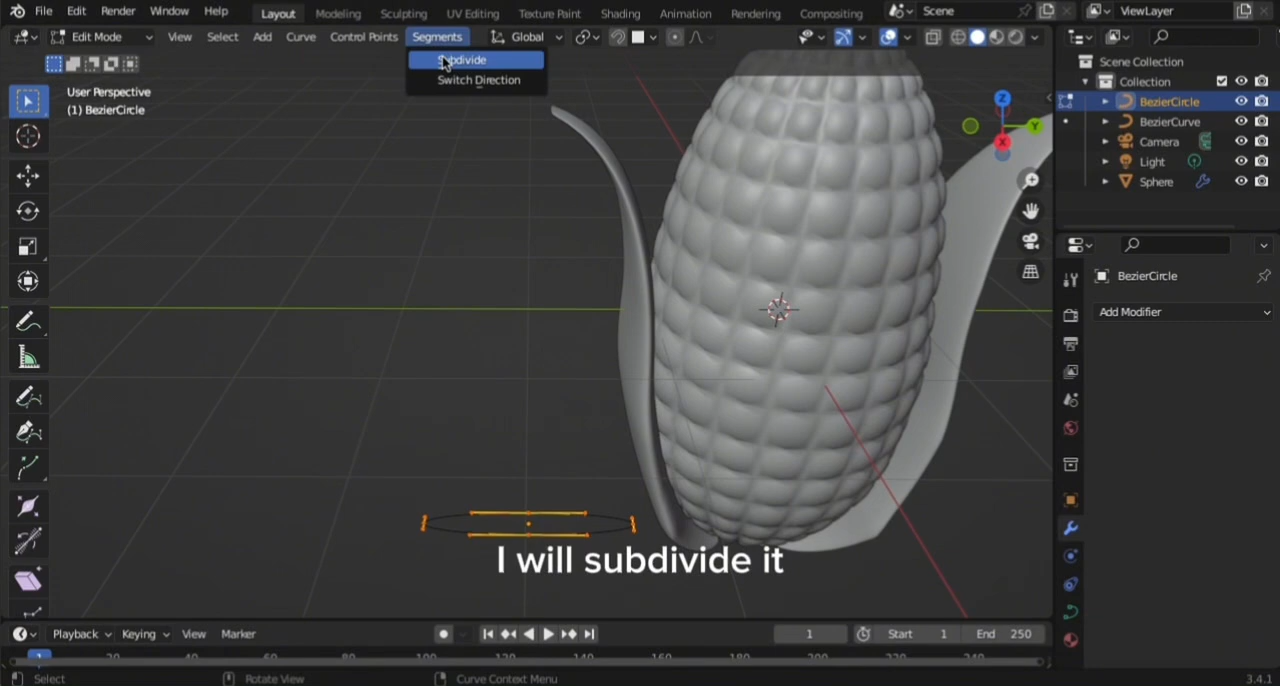 File Edit Render Window Help Layout Modeling Sculpting UV Editing Texture Paint Shading Animation Rendering Compositing Scene ViewLayer
Edit Mode View Select Add Curve Control Points Segments Global
Subdivide
Switch Direction
User Perspective
(1) BezierCircle
Z
Y
X
Scene Collection
Collection
BezierCircle
BezierCurve
Camera
Light
Sphere
BezierCircle
Add Modifier
I will subdivide it
Playback Keying View Marker 1 Start 1 End 250
1
Select Rotate View Curve Context Menu 3.4.1